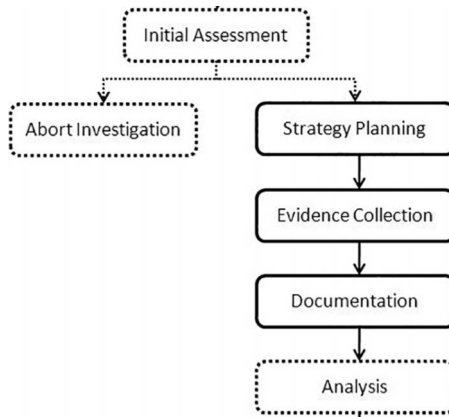 Initial Assessment
Abort Investigation
Strategy Planning
Evidence Collection
Documentation
Analysis